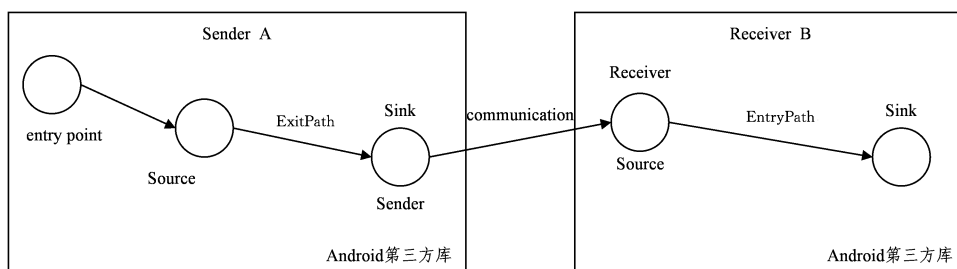 Sender A
entry point
Source
ExitPath
Sink
Sender
Android第三方库
communication
Receiver B
Receiver
Source
EntryPath
Sink
Android第三方库